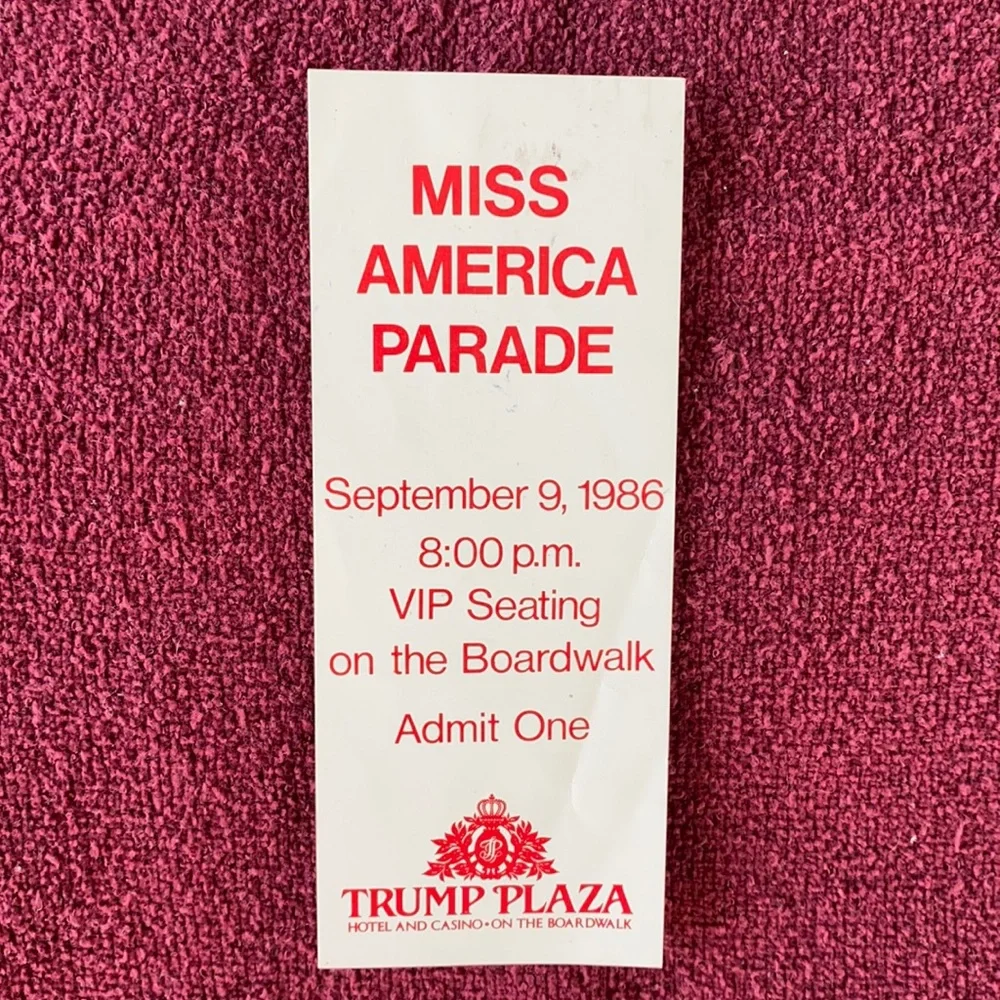 MISS
AMERICA
PARADE
September 9, 1986
8:00 p.m.
VIP Seating
on the Boardwalk
Admit One
TP
TRUMP PLAZA
HOTEL AND CASINO • ON THE BOARDWALK